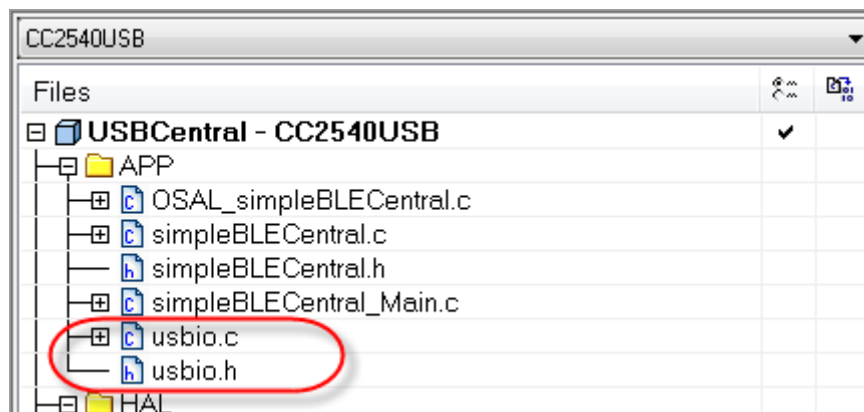 CC2540USB
Files
USBCentral - CC2540USB
APP
OSAL_simpleBLECentral.c
simpleBLECentral.c
simpleBLECentral.h
simpleBLECentral_Main.c
usbio.c
usbio.h
HAL